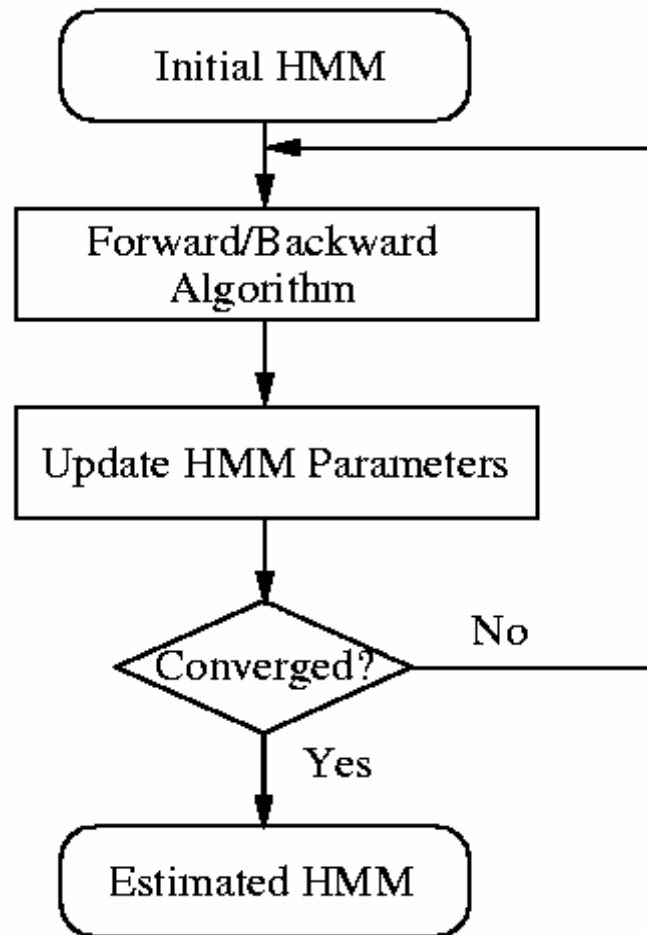 Initial HMM
Forward/Backward
Algorithm
Update HMM Parameters
Converged?
No
Yes
Estimated HMM